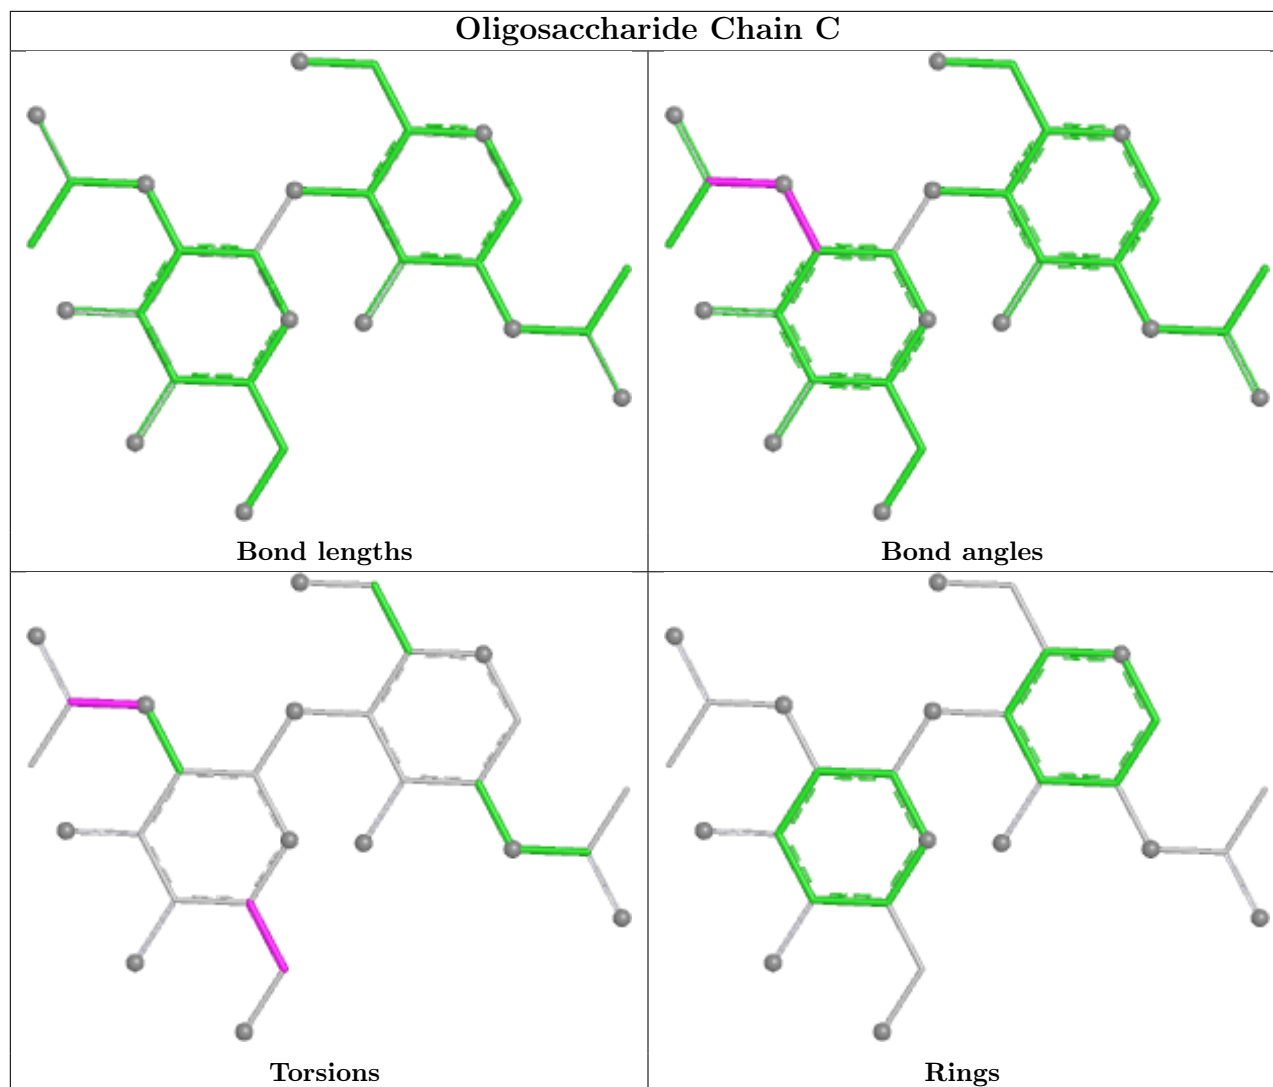 Oligosaccharide Chain C
Bond lengths
Bond angles
Torsions
Rings